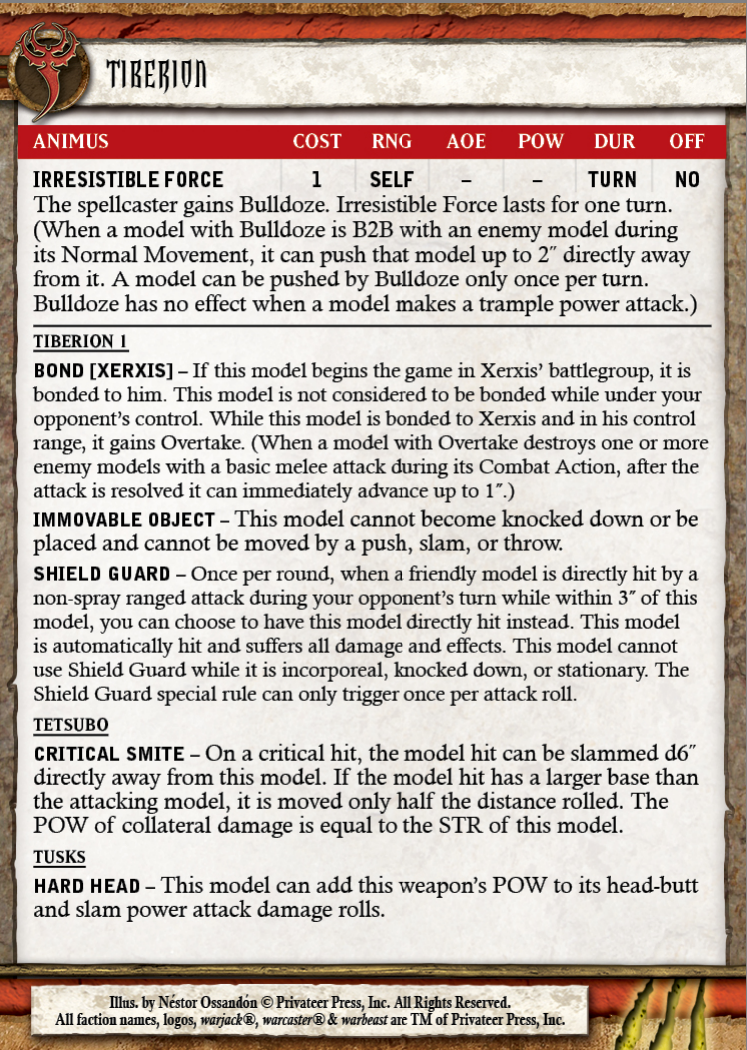 TIBERION
ANIMUS COST RNG AOE POW DUR OFF
IRRESISTIBLE FORCE 1 SELF – – TURN NO
The spellcaster gains Bulldoze. Irresistible Force lasts for one turn.
(When a model with Bulldoze is B2B with an enemy model during
its Normal Movement, it can push that model up to 2˝ directly away
from it. A model can be pushed by Bulldoze only once per turn.
Bulldoze has no effect when a model makes a trample power attack.)
TIBERION 1
BOND [XERXIS] – If this model begins the game in Xerxis’ battlegroup, it is
bonded to him. This model is not considered to be bonded while under your
opponent’s control. While this model is bonded to Xerxis and in his control
range, it gains Overtake. (When a model with Overtake destroys one or more
enemy models with a basic melee attack during its Combat Action, after the
attack is resolved it can immediately advance up to 1˝.)
IMMOVABLE OBJECT – This model cannot become knocked down or be
placed and cannot be moved by a push, slam, or throw.
SHIELD GUARD – Once per round, when a friendly model is directly hit by a
non-spray ranged attack during your opponent’s turn while within 3˝ of this
model, you can choose to have this model directly hit instead. This model
is automatically hit and suffers all damage and effects. This model cannot
use Shield Guard while it is incorporeal, knocked down, or stationary. The
Shield Guard special rule can only trigger once per attack roll.
TETSUBO
CRITICAL SMITE – On a critical hit, the model hit can be slammed d6˝
directly away from this model. If the model hit has a larger base than
the attacking model, it is moved only half the distance rolled. The
POW of collateral damage is equal to the STR of this model.
TUSKS
HARD HEAD – This model can add this weapon’s POW to its head-butt
and slam power attack damage rolls.
Illus. by Néstor Ossandón © Privateer Press, Inc. All Rights Reserved.
All faction names, logos, warjack®, warcaster® & warbeast are TM of Privateer Press, Inc.